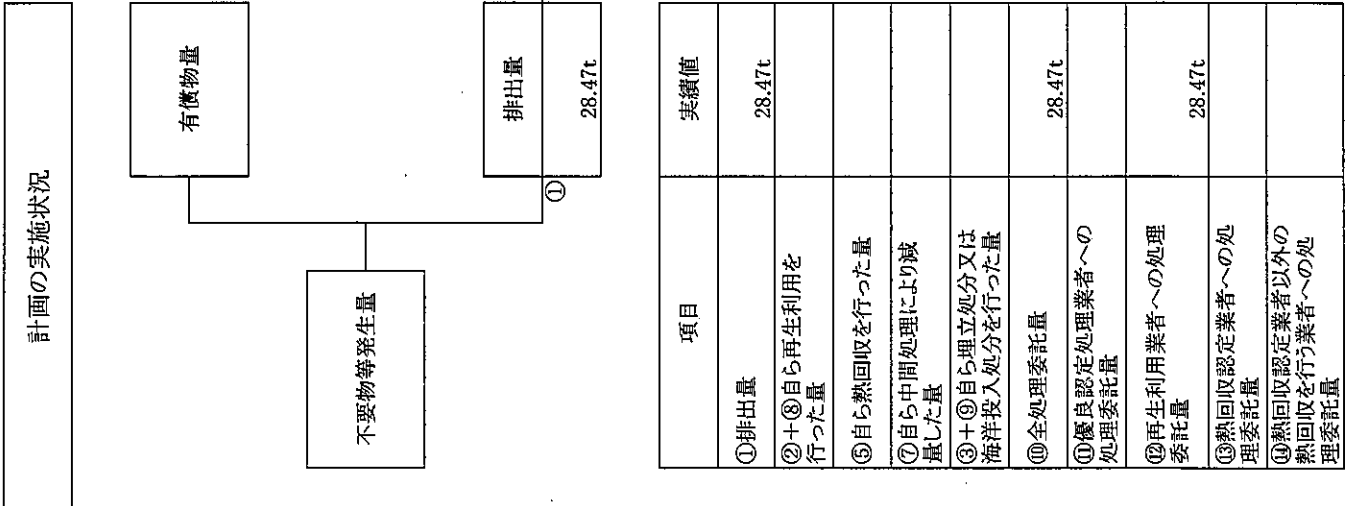 計画の実施状況
有償物量
不要物等発生量
排出量
①
28.47t
項目
実績値
①排出量
28.47t
②+⑧自ら再生利用を
行った量
⑤自ら熱回収を行った量
⑦自ら中間処理により減
量した量
③+⑨自ら埋立処分又は
海洋投入処分を行った量
⑩全処理委託量
28.47t
⑪優良認定処理業者への
処理委託量
⑫再生利用業者への処理
委託量
28.47t
⑬熱回収認定業者への処
理委託量
⑭熱回収認定業者以外の
熱回収を行う業者への処
理委託量